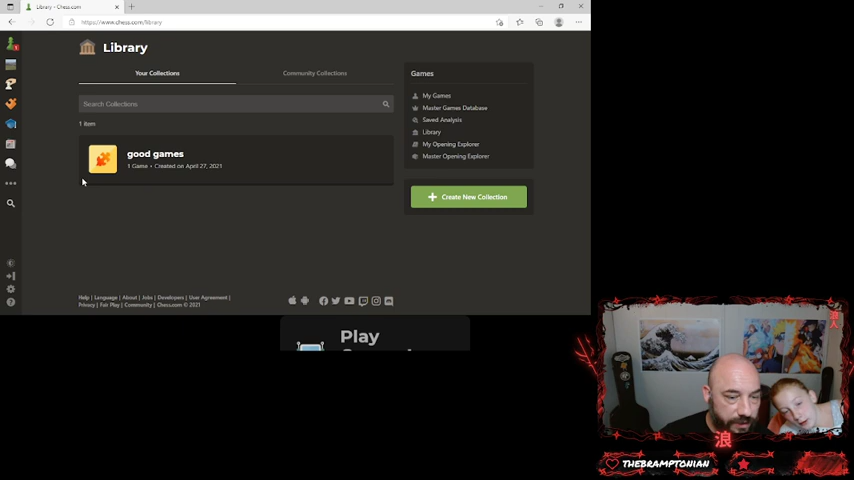 Library - Chess.com
https://www.chess.com/library
Library
Your Collections
Community Collections
Search Collections
1 item
good games
1 Game • Created on April 27, 2021
Games
My Games
Master Games Database
Saved Analysis
Library
My Opening Explorer
Master Opening Explorer
Create New Collection
Help | Language | About | Jobs | Developers | User Agreement |
Privacy | Fair Play | Community | Chess.com © 2021
Play
浪人
浪
THEBRAMPTONIAN